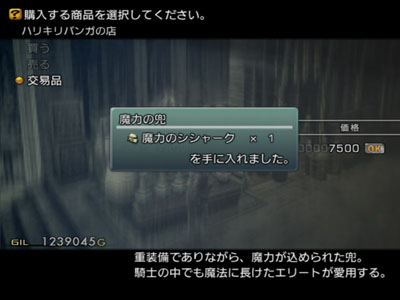 購入する商品を選択してください。
ハリキリバンガの店
買う
売る
交易品
魔力の兜
魔力のシシャーク × 1
を手に入れました。
価格
00007500 OK
GIL 1239045G
重装備でありながら、魔力が込められた兜。
騎士の中でも魔法に長けたエリートが愛用する。